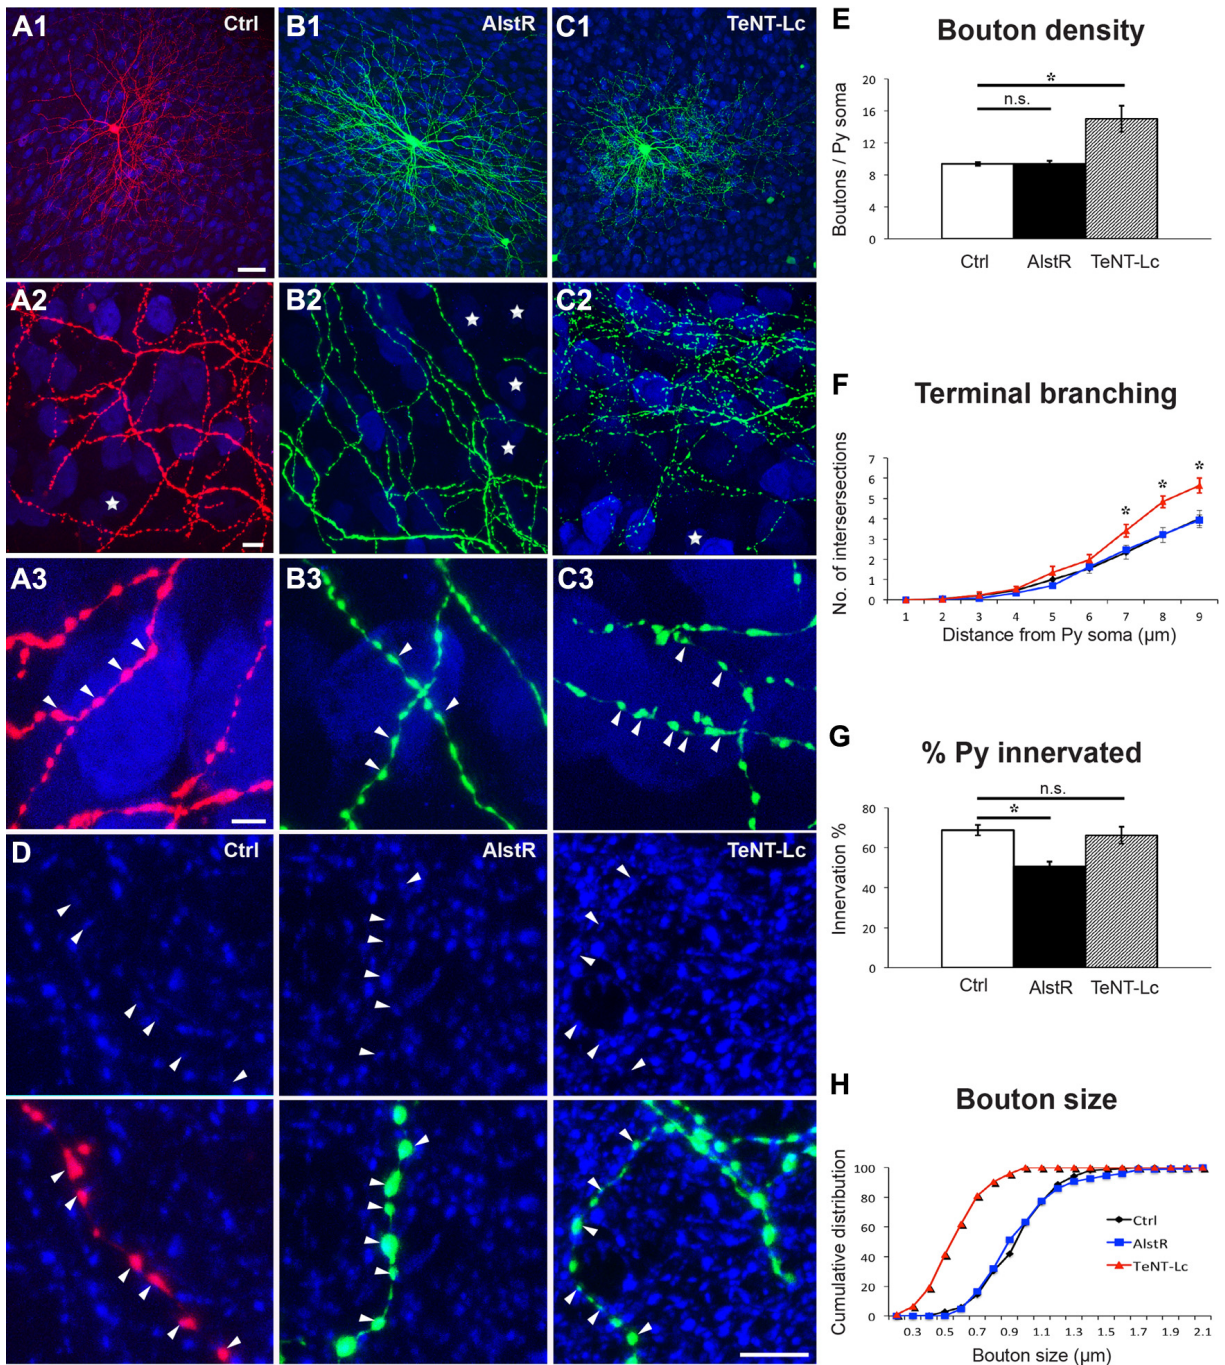 A1 Ctrl
B1 AlstR
C1 TeNT-Lc
A2
B2
C2
A3
B3
C3
D Ctrl
AlstR
TeNT-Lc
E
Bouton density
Boutons / Py soma
20
16
12
8
4
0
*
n.s.
Ctrl AlstR TeNT-Lc
F
Terminal branching
No. of intersersections
7
6
5
4
3
2
1
0
* * *
1 2 3 4 5 6 7 8 9
Distance from Py soma (µm)
G
% Py innervated
Innervation %
80
60
40
20
0
n.s.
*
Ctrl AlstR TeNT-Lc
H
Bouton size
Cumulative distribution
100
80
60
40
20
0
Ctrl
AlstR
TeNT-Lc
0.3 0.5 0.7 0.9 1.1 1.3 1.5 1.7 1.9 2.1
Bouton size (µm)